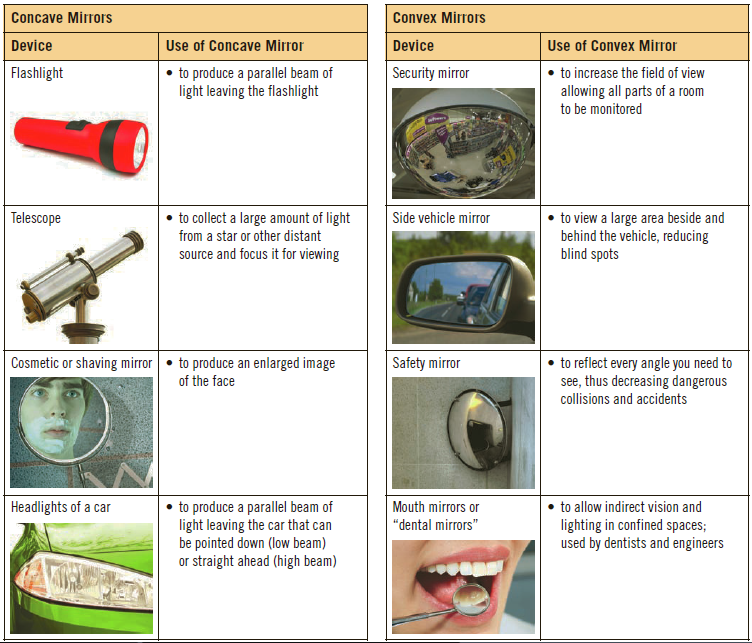 Concave Mirrors
Device
Use of Concave Mirror
Flashlight
• to produce a parallel beam of
light leaving the flashlight
Telescope
• to collect a large amount of light
from a star or other distant
source and focus it for viewing
Cosmetic or shaving mirror
• to produce an enlarged image
of the face
Headlights of a car
• to produce a parallel beam of
light leaving the car that can
be pointed down (low beam)
or straight ahead (high beam)
Convex Mirrors
Device
Use of Convex Mirror
Security mirror
• to increase the field of view
allowing all parts of a room
to be monitored
Side vehicle mirror
• to view a large area beside and
behind the vehicle, reducing
blind spots
Safety mirror
• to reflect every angle you need to
see, thus decreasing dangerous
collisions and accidents
Mouth mirrors or
“dental mirrors”
• to allow indirect vision and
lighting in confined spaces;
used by dentists and engineers